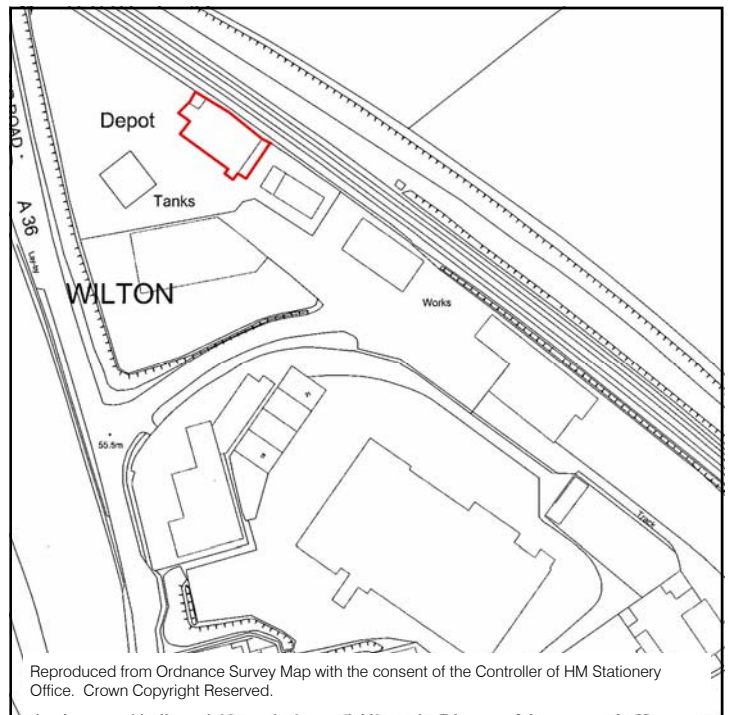 Depot
ROAD
A 36
Tanks
Lay-by
WILTON
Works
55.5m
Track
Reproduced from Ordnance Survey Map with the consent of the Controller of HM Stationery
Office. Crown Copyright Reserved.